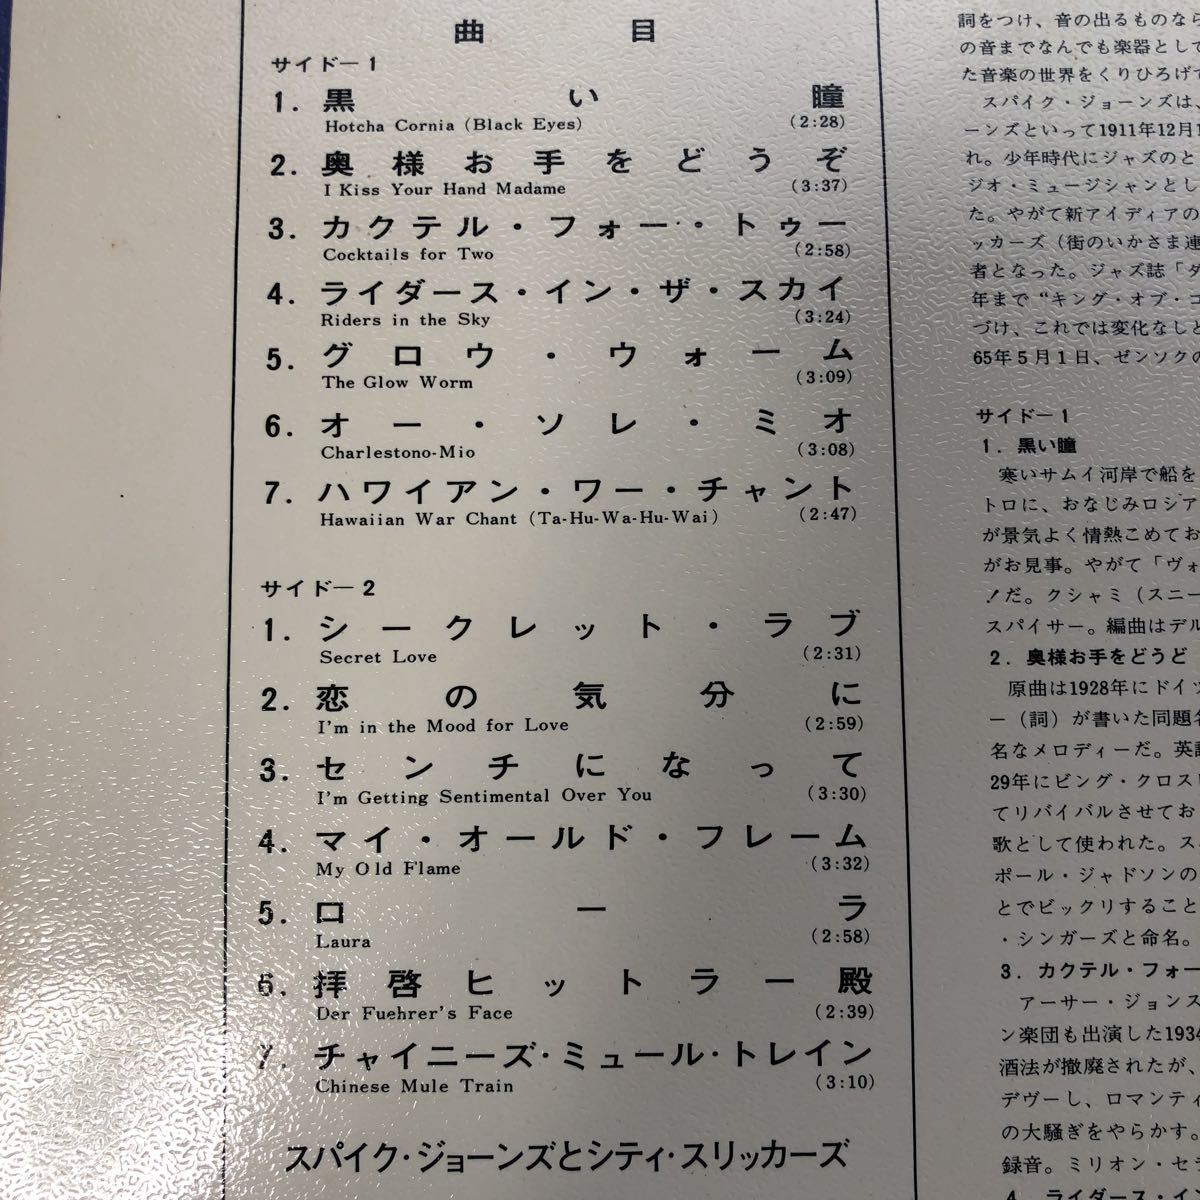 曲目
サイドー1
1. 黒い瞳
Hotcha Cornia (Black Eyes) (2:28)
2. 奥様お手をどうぞ
I Kiss Your Hand Madame (3:37)
3. カクテル・フォー・トゥー
Cocktails for Two (2:58)
4. ライダース・イン・ザ・スカイ
Riders in the Sky (3:24)
5. グロウ・ウォーム
The Glow Worm (3:09)
6. オー・ソレ・ミオ
Charlestono-Mio (3:08)
7. ハワイアン・ワー・チャント
Hawaiian War Chant (Ta-Hu-Wa-Hu-Wai) (2:47)
サイドー2
1. シークレット・ラブ
Secret Love (2:31)
2. 恋の気分に
I'm in the Mood for Love (2:59)
3. センチになって
I'm Getting Sentimental Over You (3:30)
4. マイ・オールド・フレーム
My Old Flame (3:32)
5. ローラ
Laura (2:58)
6. 拝啓ヒットラー殿
Der Fuehrer's Face (2:39)
7. チャイニーズ・ミュール・トレイン
Chinese Mule Train (3:10)
スパイク・ジョーンズとシティ・スリッカーズ
詞をつけ、音の出るものなら
の音までなんでも楽器として
た音楽の世界をくりひろげて
スパイク・ジョーンズは、
ーンズといって1911年12月1
れ。少年時代にジャズのと
ジオ・ミュージシャンとし
た。やがて新アイディアの
ッカーズ（街のいかさま連
者となった。ジャズ誌「ダ
年まで“キング・オブ・コ
づけ、これでは変化なしと
65年5月1日、ゼンソクの
サイドー1
1. 黒い瞳
寒いサムイ河岸で船を
トロに、おなじみロシア
が景気よく情熱こめてお
がお見事。やがて「ヴォ
ノだ。クシャミ（スニー
スパイサー。編曲はデル
2. 奥様お手をどうど
原曲は1928年にドイツ
ー（詞）が書いた同題名
名なメロディーだ。英語
29年にビング・クロスビ
てリバイバルさせてお
歌として使われた。ス
ポール・ジャドソンの
とでビックリすること
・シンガーズと命名。
3. カクテル・フォー
アーサー・ジョンス
ン楽団も出演した1934
酒法が撤廃されたが、
デヴーし、ロマンティ
の大騒ぎをやらかす。
録音。ミリオン・セラ
4. ライダース・イン